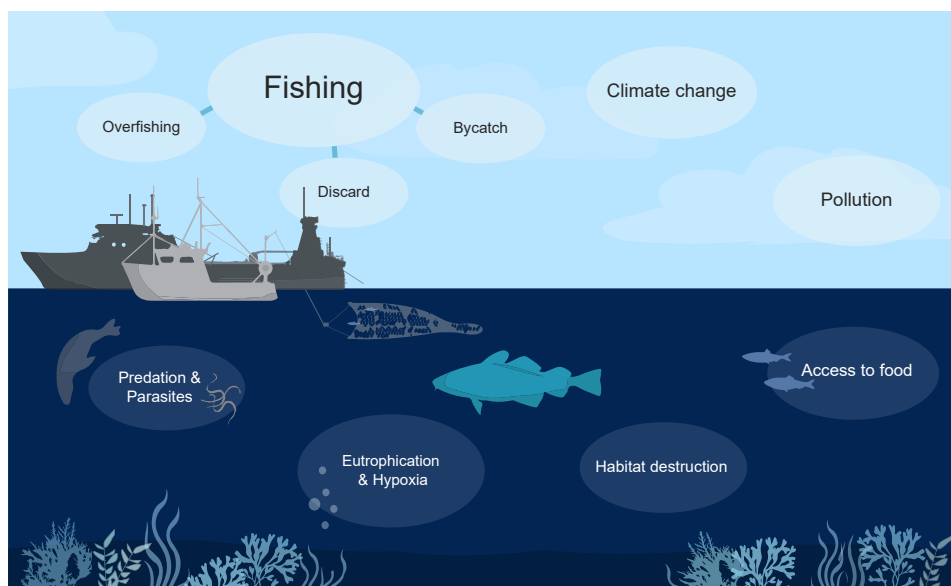 Fishing
Climate change
Overfishing
Bycatch
Discard
Pollution
Predation &
Parasites
Access to food
Eutrophication
& Hypoxia
Habitat destruction